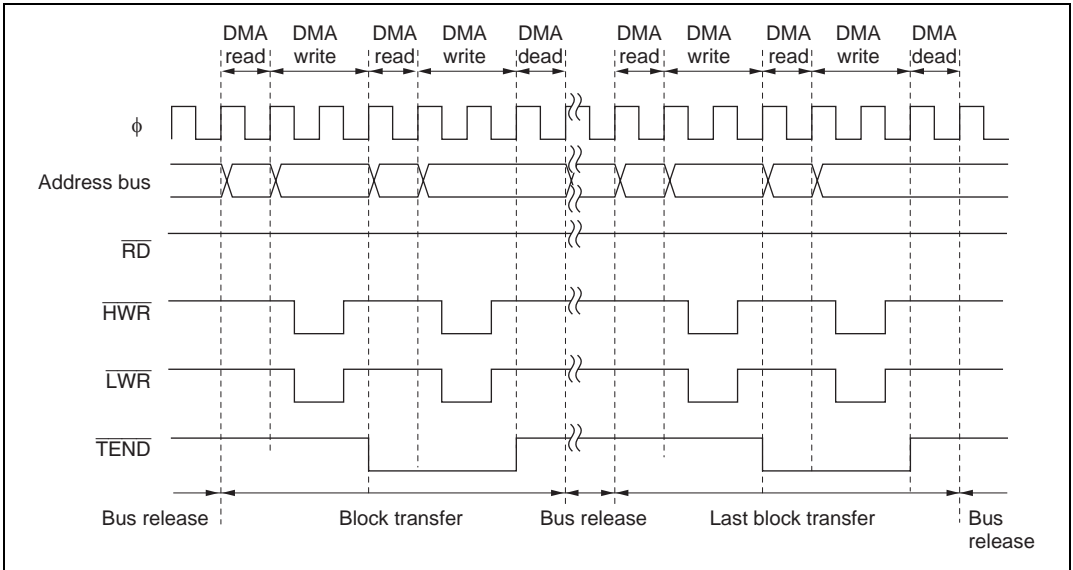 DMA read DMA write DMA read DMA write DMA dead DMA read DMA write DMA read DMA write DMA dead
φ
Address bus
RD
HWR
LWR
TEND
Bus release Block transfer Bus release Last block transfer Bus release